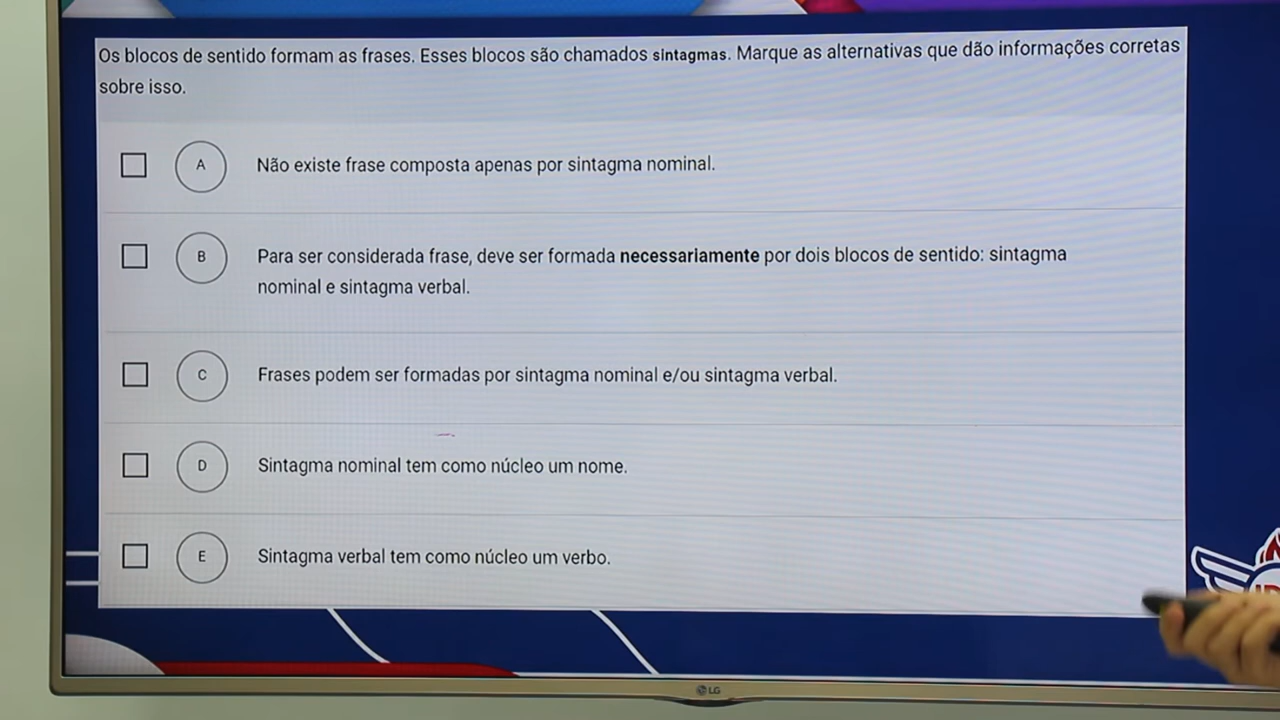 Os blocos de sentido formam as frases. Esses blocos são chamados sintagmas. Marque as alternativas que dão informações corretas
sobre isso.
A Não existe frase composta apenas por sintagma nominal.
B Para ser considerada frase, deve ser formada necessariamente por dois blocos de sentido: sintagma
nominal e sintagma verbal.
C Frases podem ser formadas por sintagma nominal e/ou sintagma verbal.
D Sintagma nominal tem como núcleo um nome.
E Sintagma verbal tem como núcleo um verbo.
LG